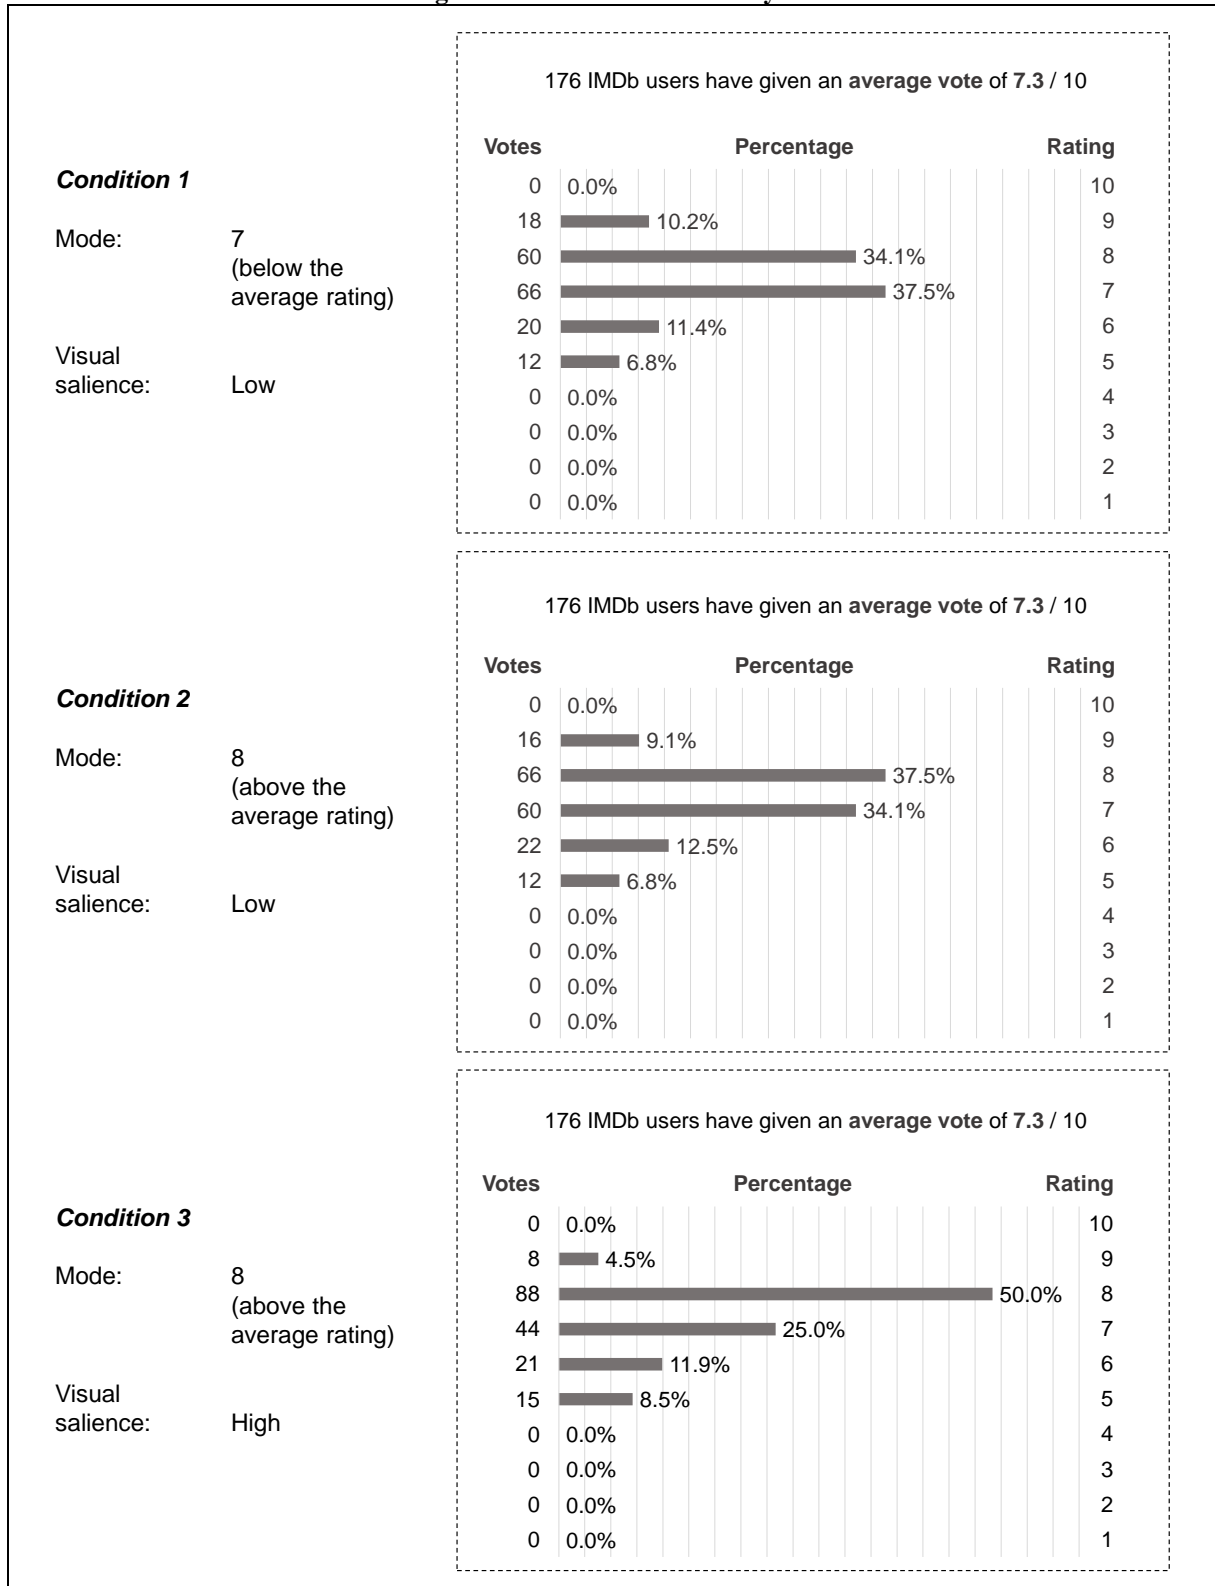 176 IMDb users have given an average vote of 7.3 / 10
Votes Percentage Rating
Condition 1
0 0.0% 10
18 10.2% 9
Mode: 7
(below the
average rating)
60 34.1% 8
66 37.5% 7
20 11.4% 6
Visual
salience: Low
12 6.8% 5
0 0.0% 4
0 0.0% 3
0 0.0% 2
0 0.0% 1
176 IMDb users have given an average vote of 7.3 / 10
Votes Percentage Rating
Condition 2
0 0.0% 10
16 9.1% 9
Mode: 8
(above the
average rating)
66 37.5% 8
60 34.1% 7
22 12.5% 6
Visual
salience: Low
12 6.8% 5
0 0.0% 4
0 0.0% 3
0 0.0% 2
0 0.0% 1
176 IMDb users have given an average vote of 7.3 / 10
Votes Percentage Rating
Condition 3
0 0.0% 10
8 4.5% 9
Mode: 8
(above the
average rating)
88 50.0% 8
44 25.0% 7
21 11.9% 6
Visual
salience: High
15 8.5% 5
0 0.0% 4
0 0.0% 3
0 0.0% 2
0 0.0% 1